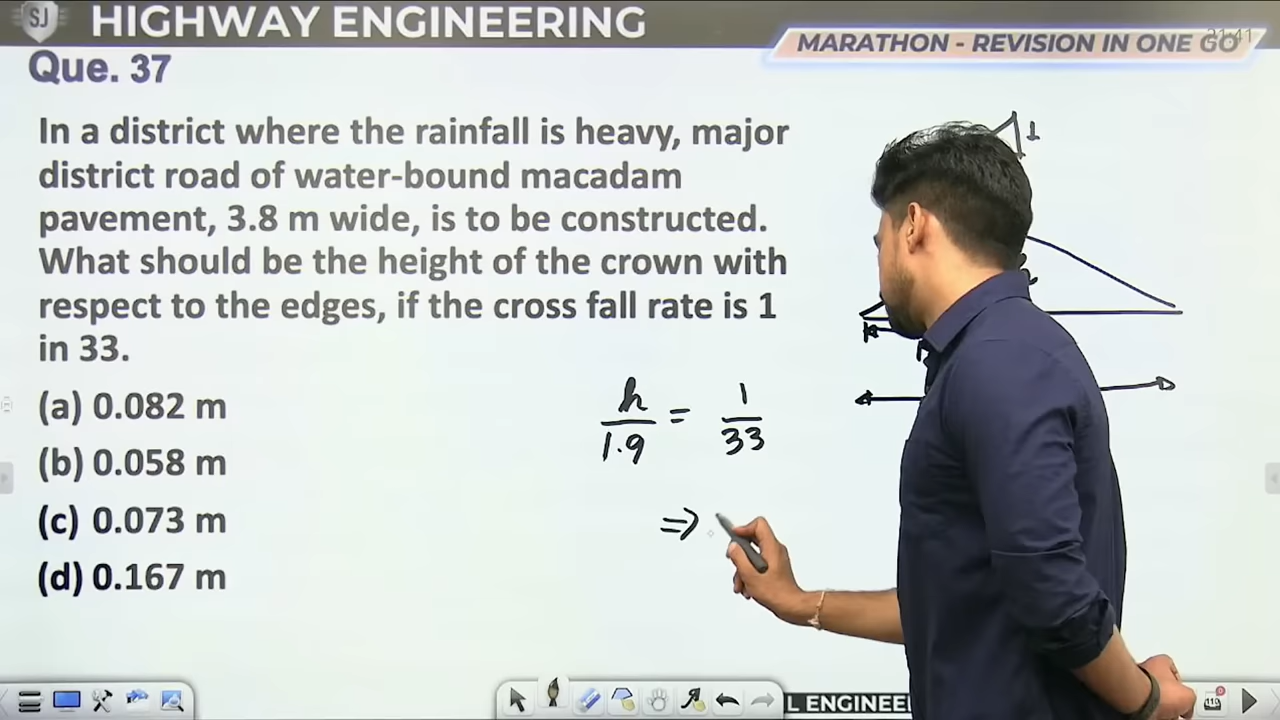 SJ
HIGHWAY ENGINEERING
21:41
MARATHON - REVISION IN ONE GO
Que. 37
In a district where the rainfall is heavy, major
district road of water-bound macadam
pavement, 3.8 m wide, is to be constructed.
What should be the height of the crown with
respect to the edges, if the cross fall rate is 1
in 33.
(a) 0.082 m
(b) 0.058 m
(c) 0.073 m
(d) 0.167 m
1
h/1.9 = 1/33
⇒
L ENGINEE